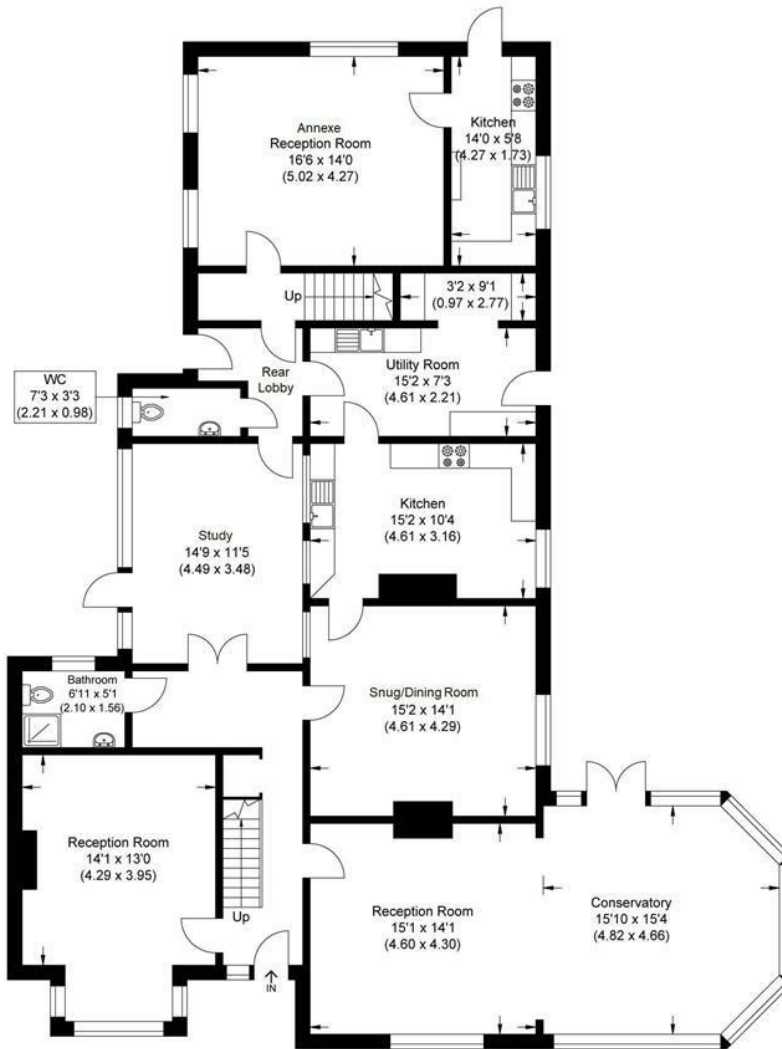 Annexe
Reception Room
16'6 x 14'0
(5.02 x 4.27)
Kitchen
14'0 x 5'8
(4.27 x 1.73)
Up
3'2 x 9'1
(0.97 x 2.77)
WC
7'3 x 3'3
(2.21 x 0.98)
Rear
Lobby
Utility Room
15'2 x 7'3
(4.61 x 2.21)
Kitchen
15'2 x 10'4
(4.61 x 3.16)
Study
14'9 x 11'5
(4.49 x 3.48)
Bathroom
6'11 x 5'1
(2.10 x 1.56)
Snug/Dining Room
15'2 x 14'1
(4.61 x 4.29)
Reception Room
14'1 x 13'0
(4.29 x 3.95)
Up
IN
Reception Room
15'1 x 14'1
(4.60 x 4.30)
Conservatory
15'10 x 15'4
(4.82 x 4.66)